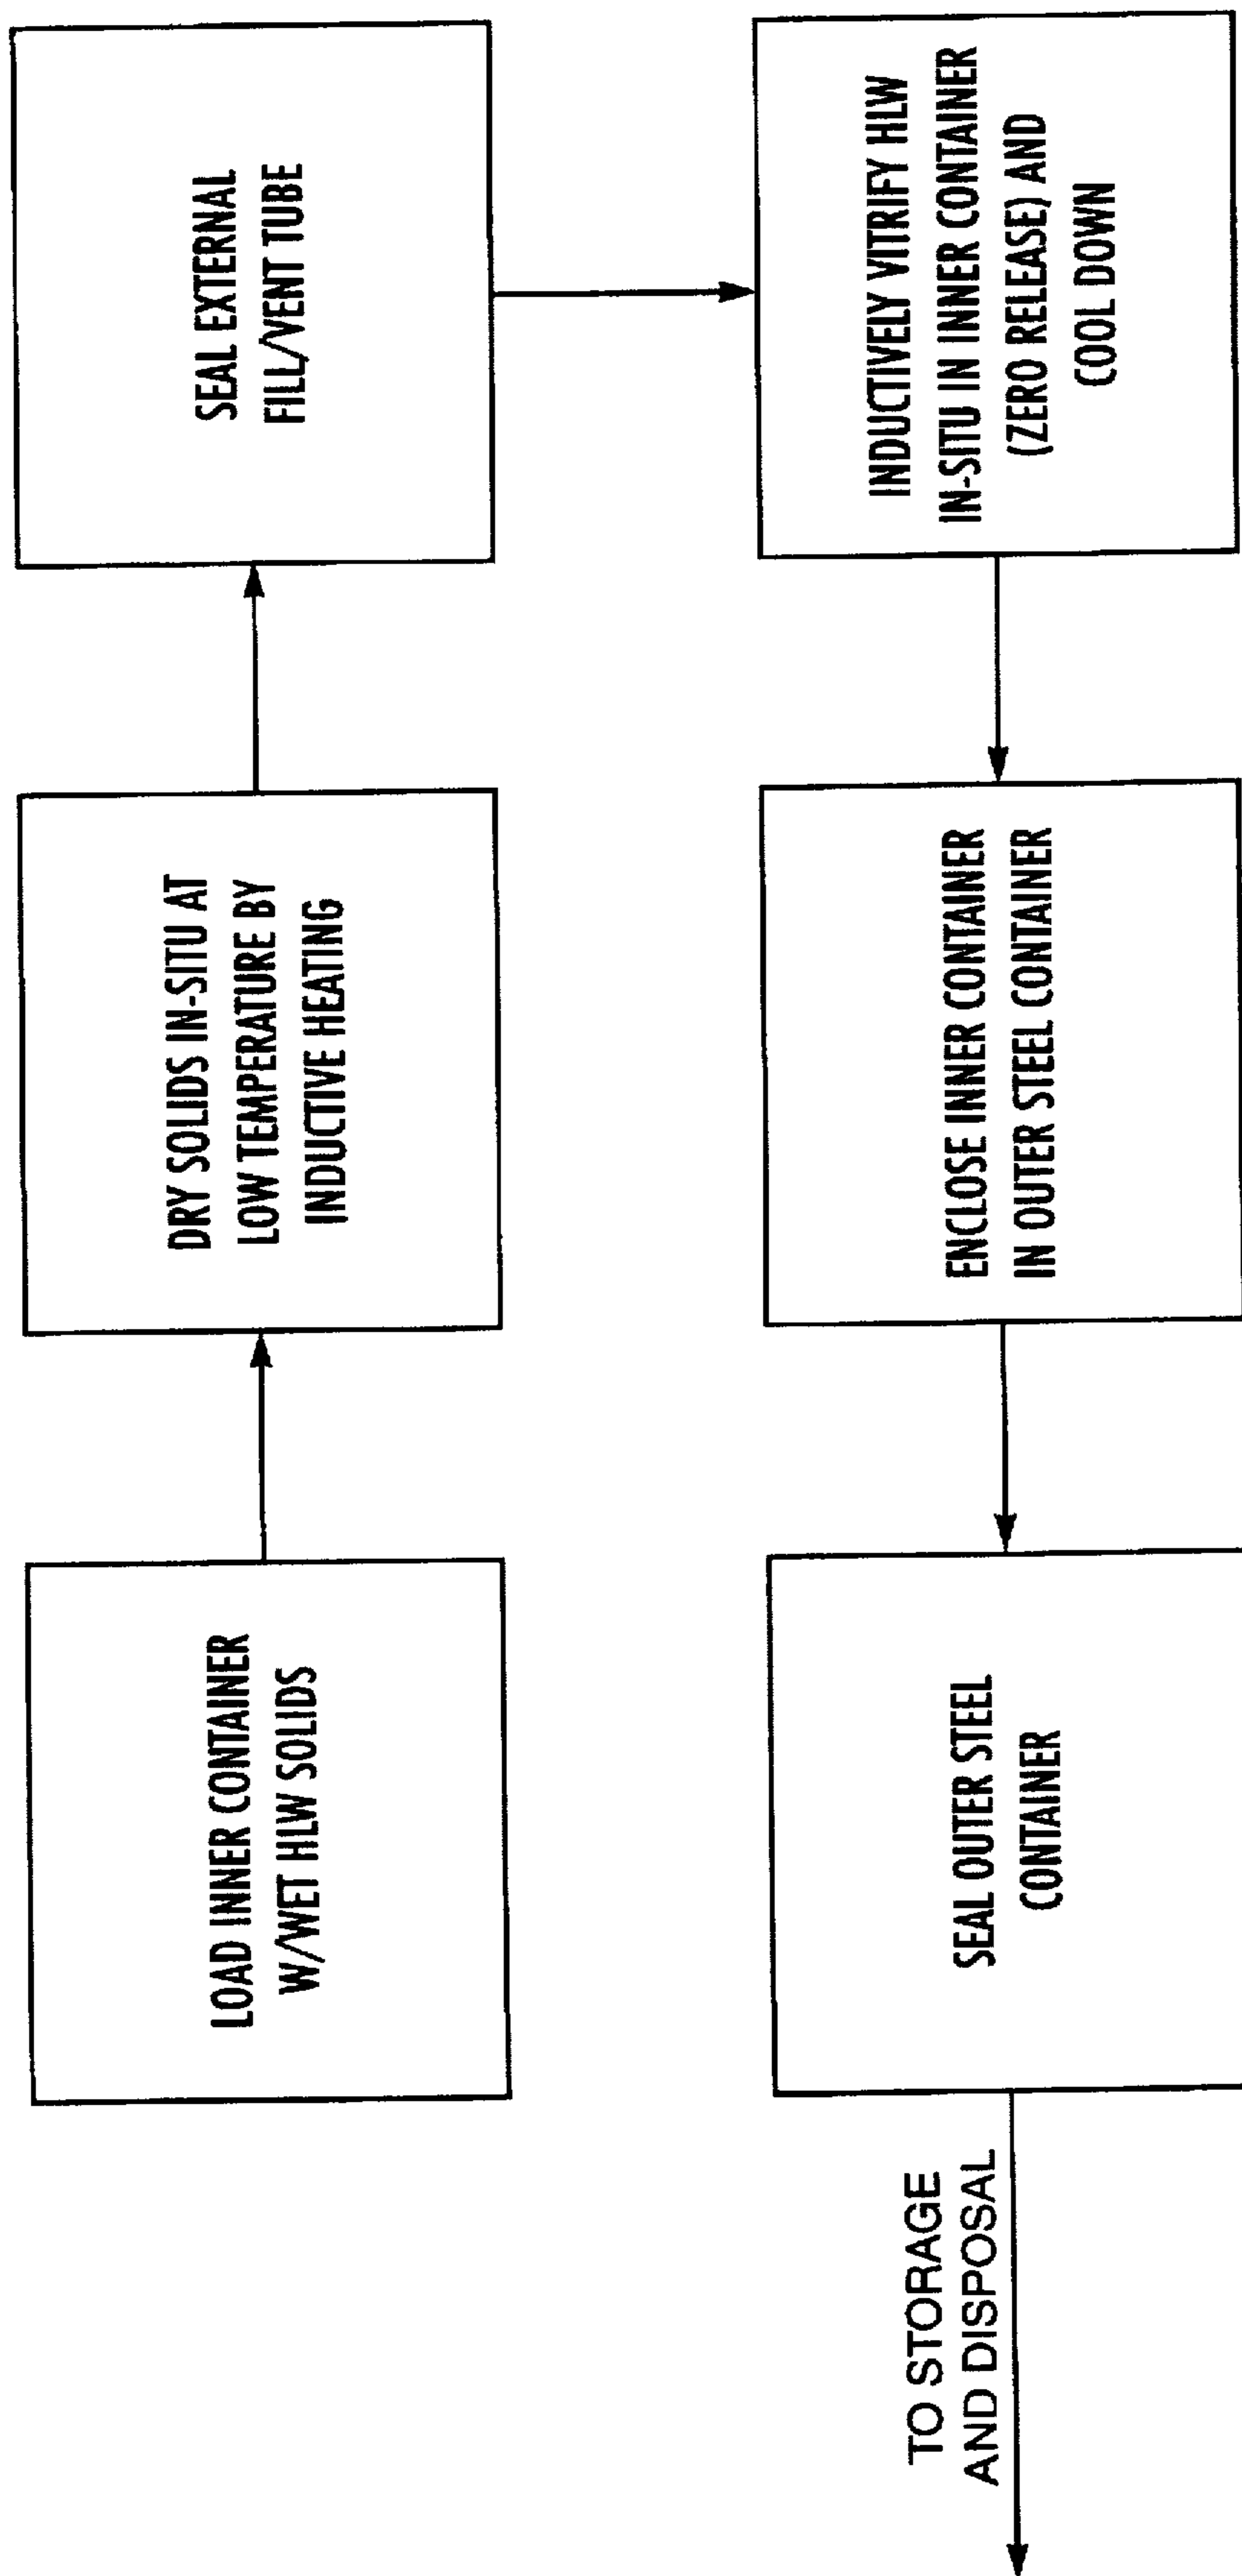 LOAD INNER CONTAINER
W/WET HLW SOLIDS
DRY SOLIDS IN-SITU AT
LOW TEMPERATURE BY
INDUCTIVE HEATING
SEAL EXTERNAL
FILL/VENT TUBE
INDUCTIVELY VITRIFY HLW
IN-SITU IN INNER CONTAINER
(ZERO RELEASE) AND
COOL DOWN
ENCLOSE INNER CONTAINER
IN OUTER STEEL CONTAINER
SEAL OUTER STEEL
CONTAINER
TO STORAGE
AND DISPOSAL